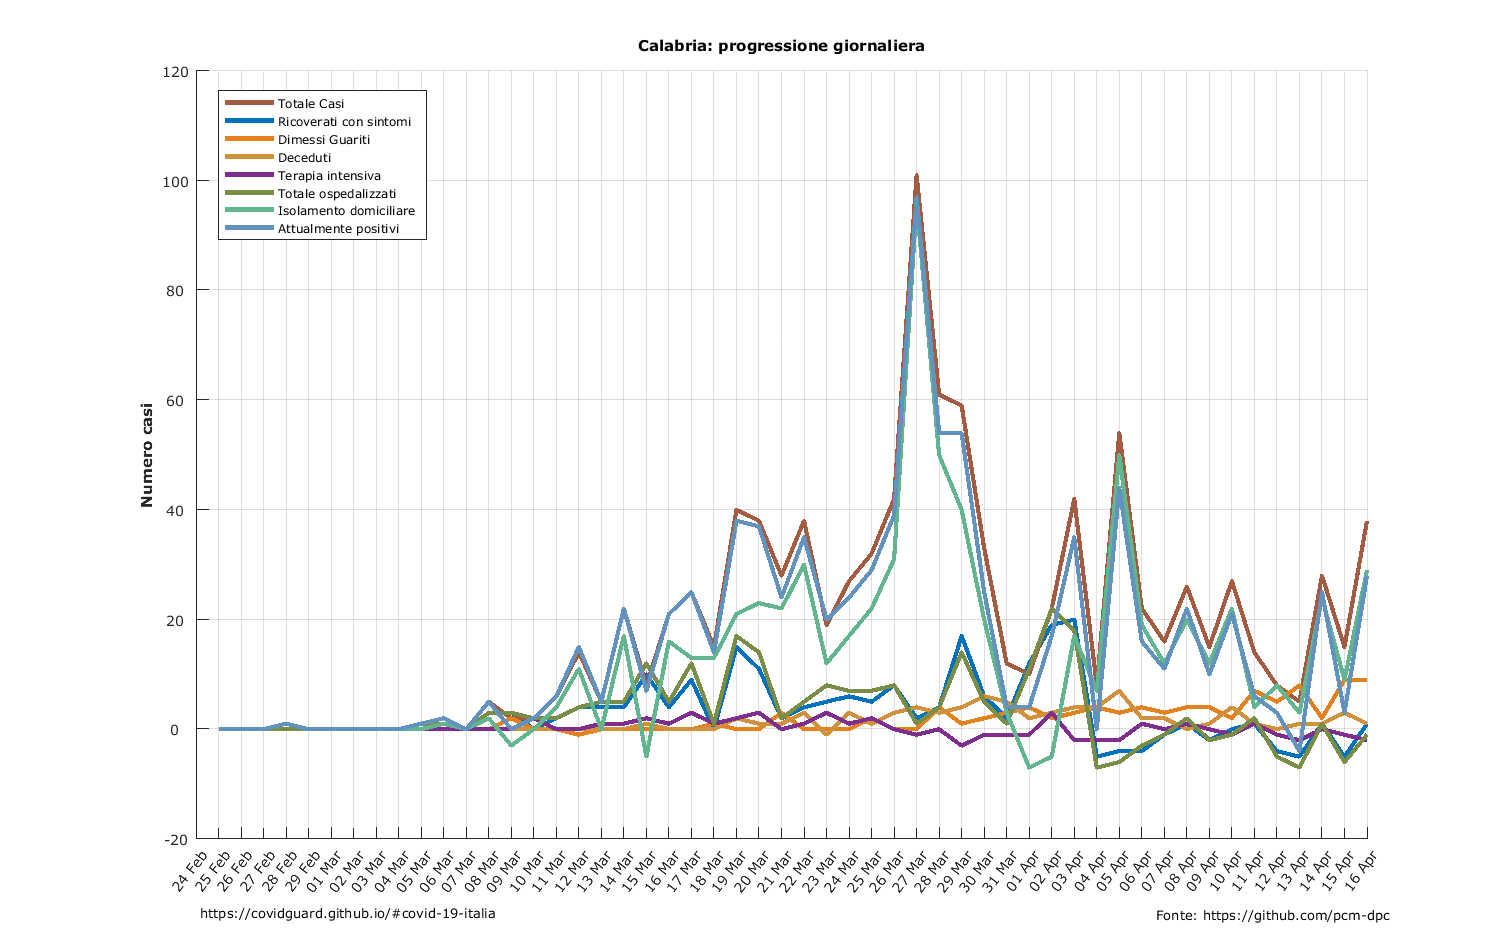 Calabria: progressione giornaliera
120
100
80
60
40
20
0
-20
Numero casi
Totale Casi
Ricoverati con sintomi
Dimessi Guariti
Deceduti
Terapia intensiva
Totale ospedalizzati
Isolamento domiciliare
Attualmente positivi
24 Feb
25 Feb
26 Feb
27 Feb
28 Feb
29 Feb
01 Mar
02 Mar
03 Mar
04 Mar
05 Mar
06 Mar
07 Mar
08 Mar
09 Mar
10 Mar
11 Mar
12 Mar
13 Mar
14 Mar
15 Mar
16 Mar
17 Mar
18 Mar
19 Mar
20 Mar
21 Mar
22 Mar
23 Mar
24 Mar
25 Mar
26 Mar
27 Mar
28 Mar
29 Mar
30 Mar
31 Mar
01 Apr
02 Apr
03 Apr
04 Apr
05 Apr
06 Apr
07 Apr
08 Apr
09 Apr
10 Apr
11 Apr
12 Apr
13 Apr
14 Apr
15 Apr
16 Apr
https://covidguard.github.io/#covid-19-italia
Fonte: https://github.com/pcm-dpc